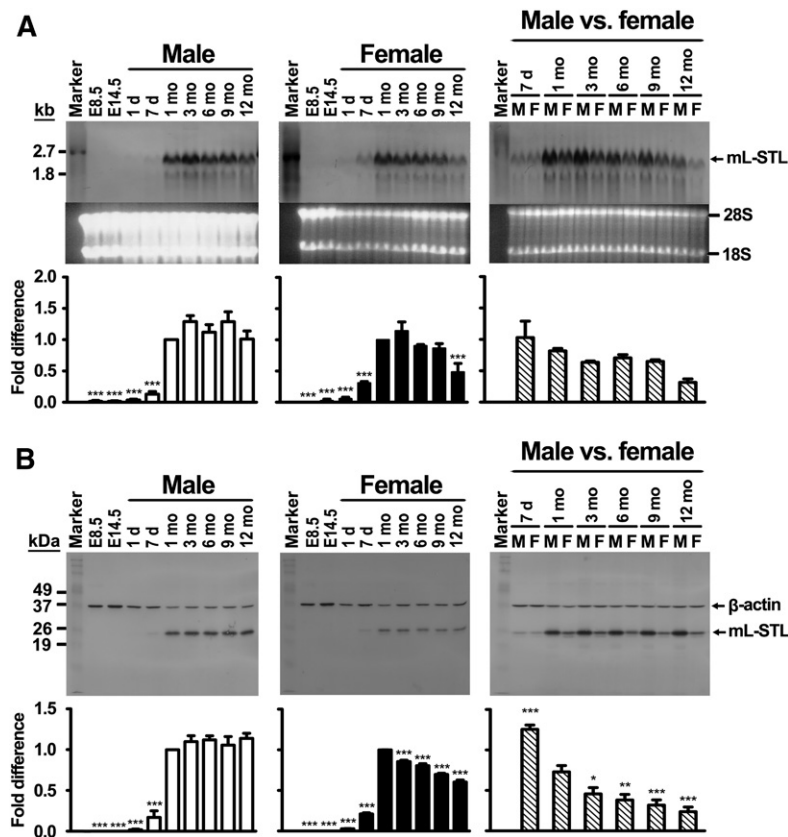 A
Male
Female
Male vs. female
Marker E8.5 E14.5 1 d 7 d 1 mo 3 mo 6 mo 9 mo 12 mo
Marker E8.5 E14.5 1 d 7 d 1 mo 3 mo 6 mo 9 mo 12 mo
Marker 7 d 1 mo 3 mo 6 mo 9 mo 12 mo
M F M F M F M F M F M F
kb
2.7
1.8
mL-STL
28S
18S
Fold difference
2.0
1.5
1.0
0.5
0.0
*** *** *** ***
*** *** *** *** ***
B
Male
Female
Male vs. female
Marker E8.5 E14.5 1 d 7 d 1 mo 3 mo 6 mo 9 mo 12 mo
Marker E8.5 E14.5 1 d 7 d 1 mo 3 mo 6 mo 9 mo 12 mo
Marker 7 d 1 mo 3 mo 6 mo 9 mo 12 mo
M F M F M F M F M F M F
kDa
49
37
26
19
β-actin
mL-STL
Fold difference
1.5
1.0
0.5
0.0
*** *** *** ***
*** *** *** *** *** *** *** ***
*** * ** *** ***